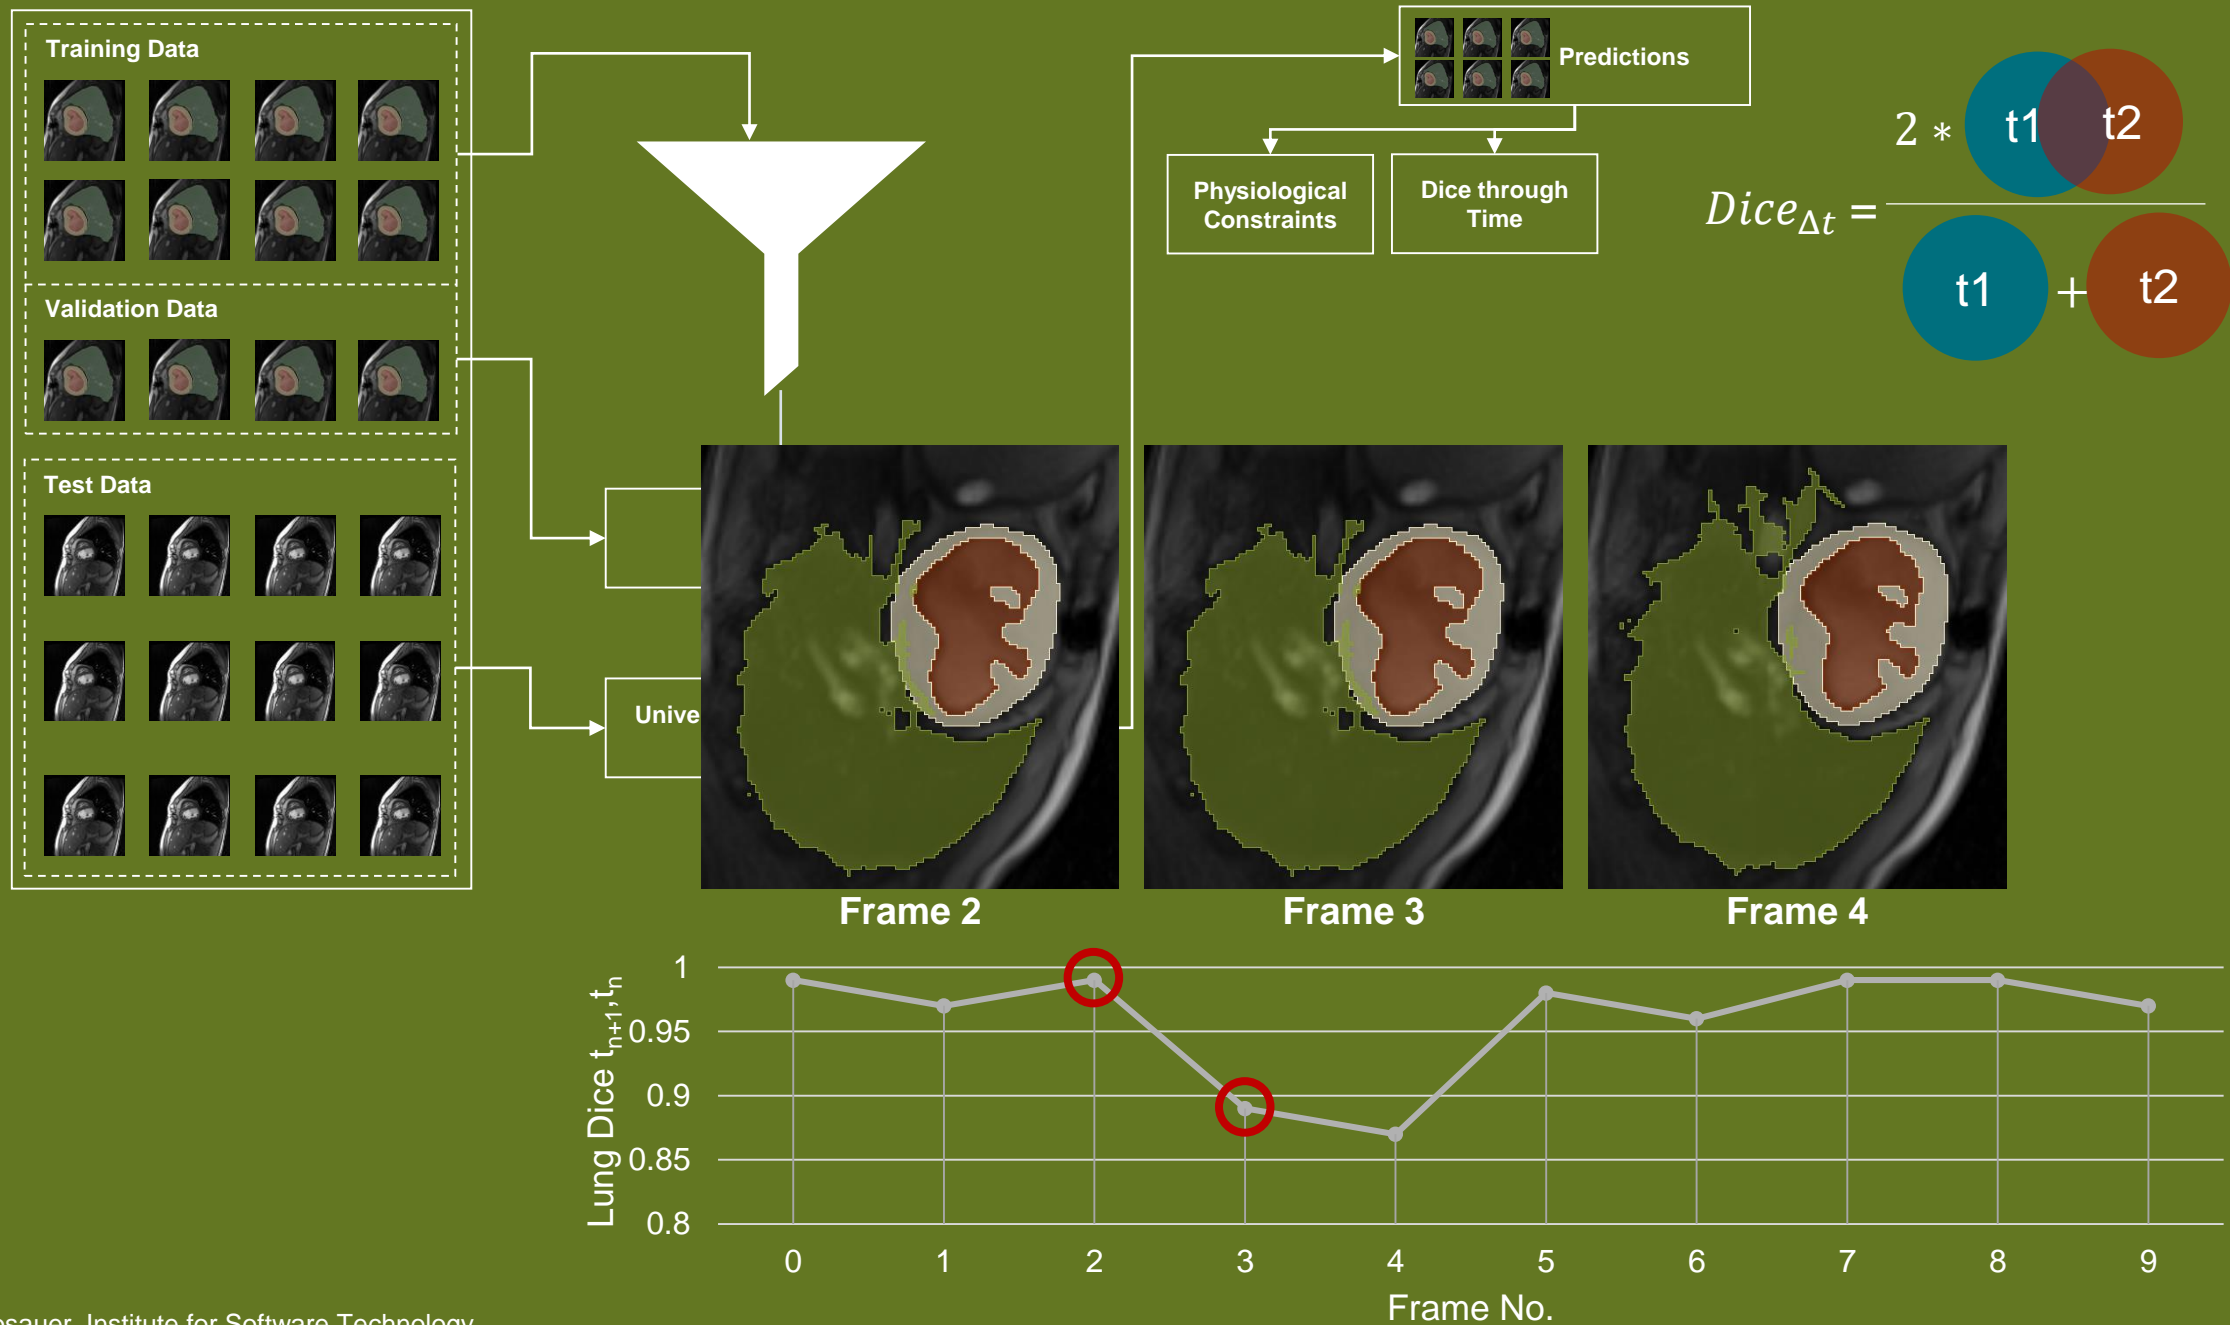 Training Data
Validation Data
Test Data
Predictions
Physiological
Constraints
Dice through
Time
2 * t1 t2
Dice_Δt =
t1 + t2
Frame 2
Frame 3
Frame 4
Lung Dice t_n+1, t_n
1
0.95
0.9
0.85
0.8
0 1 2 3 4 5 6 7 8 9
Frame No.
Institute for Software Technology